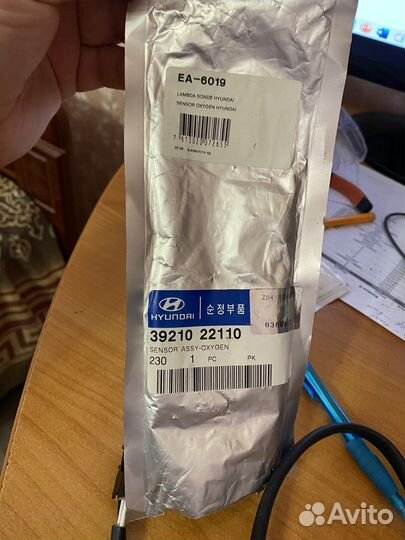 EA-6019
LAMBDA SONDE HYUNDAI
SENSOR OXYGEN HYUNDAI
HYUNDAI
순정부품
39210 22110
SENSOR ASSY-OXYGEN
230 1 PC PK
Avito